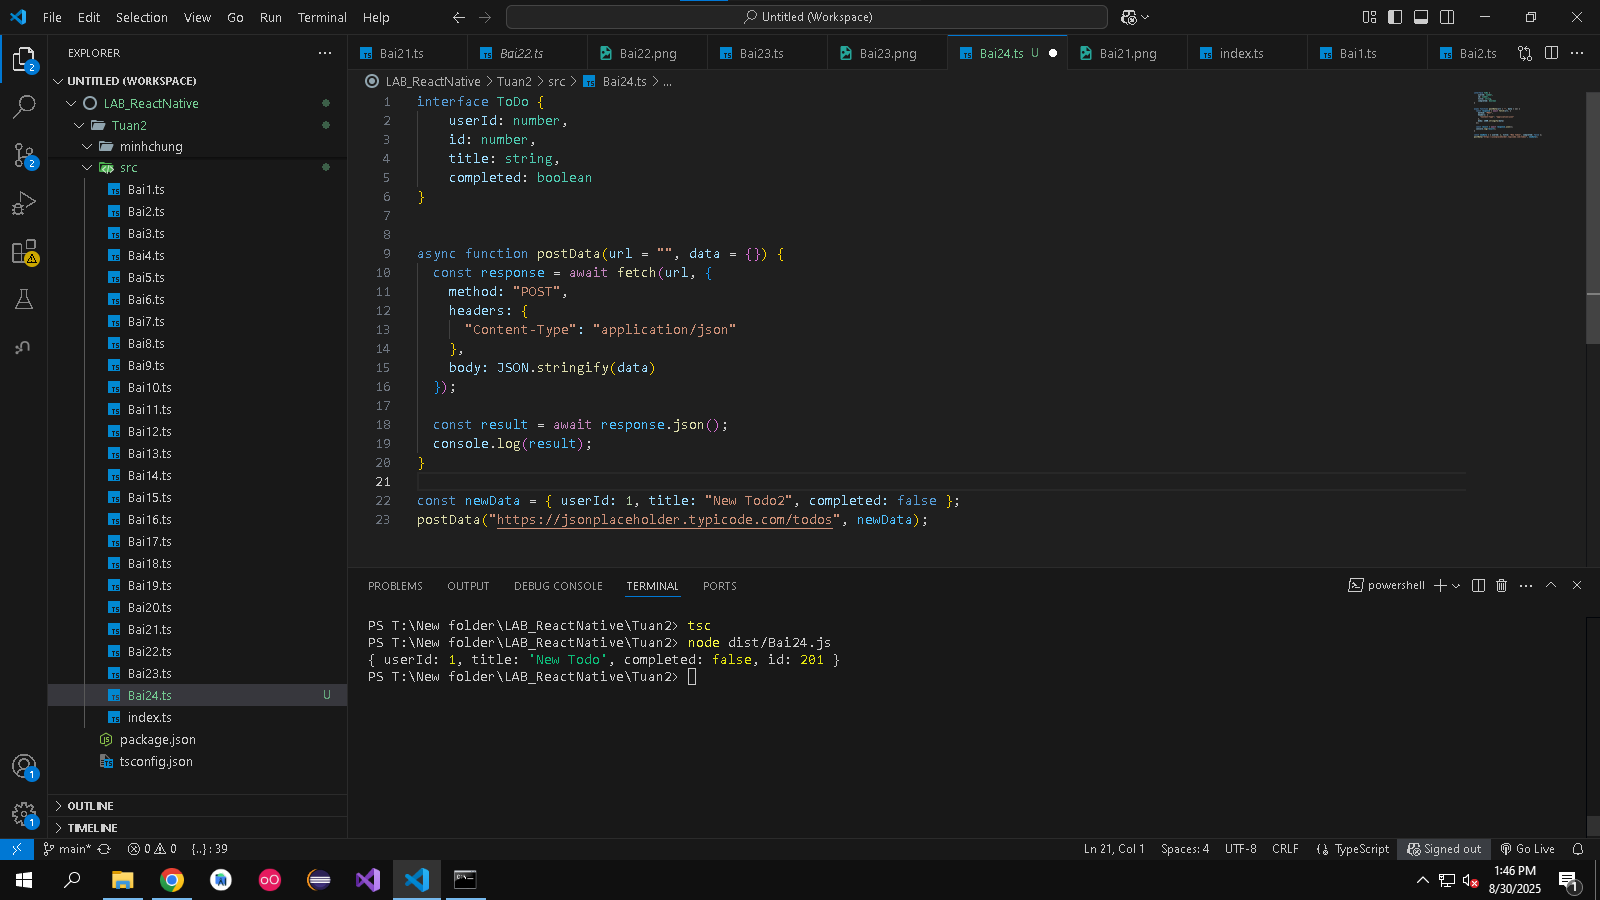 File Edit Selection View Go Run Terminal Help
Untitled (Workspace)
EXPLORER
Bai21.ts Bai22.ts Bai22.png Bai23.ts Bai23.png Bai24.ts U Bai21.png index.ts Bai1.ts Bai2.ts
UNTITLED (WORKSPACE)
LAB_ReactNative > Tuan2 > src > Bai24.ts > ...
LAB_ReactNative
Tuan2
minhchung
src
Bai1.ts
Bai2.ts
Bai3.ts
Bai4.ts
Bai5.ts
Bai6.ts
Bai7.ts
Bai8.ts
Bai9.ts
Bai10.ts
Bai11.ts
Bai12.ts
Bai13.ts
Bai14.ts
Bai15.ts
Bai16.ts
Bai17.ts
Bai18.ts
Bai19.ts
Bai20.ts
Bai21.ts
Bai22.ts
Bai23.ts
Bai24.ts U
index.ts
package.json
tsconfig.json
OUTLINE
TIMELINE
2
2
1
1
1 interface ToDo {
2 userId: number,
3 id: number,
4 title: string,
5 completed: boolean
6 }
7
8
9 async function postData(url = "", data = {}) {
10 const response = await fetch(url, {
11 method: "POST",
12 headers: {
13 "Content-Type": "application/json"
14 },
15 body: JSON.stringify(data)
16 });
17
18 const result = await response.json();
19 console.log(result);
20 }
21
22 const newData = { userId: 1, title: "New Todo2", completed: false };
23 postData("https://jsonplaceholder.typicode.com/todos", newData);
PROBLEMS OUTPUT DEBUG CONSOLE TERMINAL PORTS
powershell
PS T:\New folder\LAB_ReactNative\Tuan2> tsc
PS T:\New folder\LAB_ReactNative\Tuan2> node dist/Bai24.js
{ userId: 1, title: 'New Todo', completed: false, id: 201 }
PS T:\New folder\LAB_ReactNative\Tuan2>
main* 0 0 {..} : 39
Ln 21, Col 1 Spaces: 4 UTF-8 CRLF TypeScript Signed out Go Live
1:46 PM
8/30/2025
1